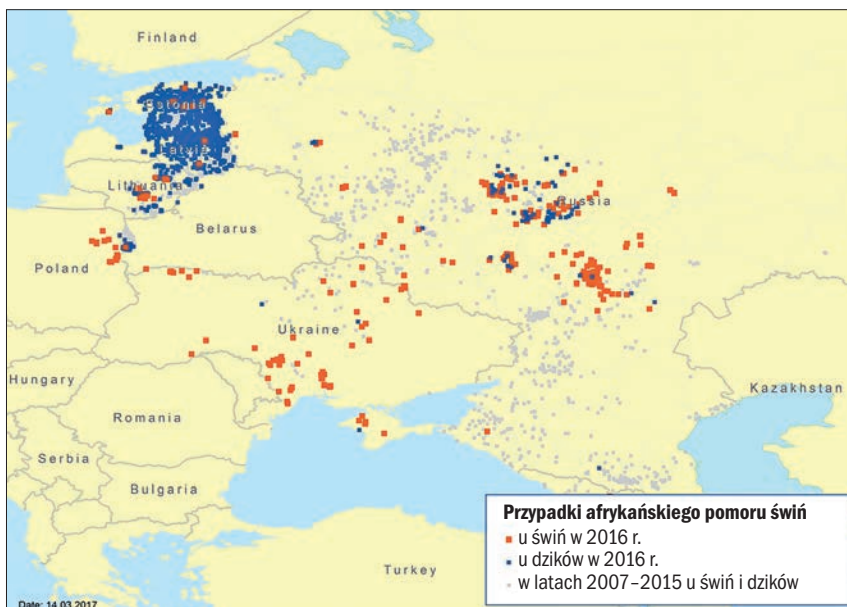 Finland
Estonia
Latvia
Lithuania
Russia
Belarus
Poland
Ukraine
Hungary
Kazakhstan
Romania
Serbia
Bulgaria
Turkey
Przypadki afrykańskiego pomoru świń
u świń w 2016 r.
u dzików w 2016 r.
w latach 2007–2015 u świń i dzików
Date: 14.03.2017